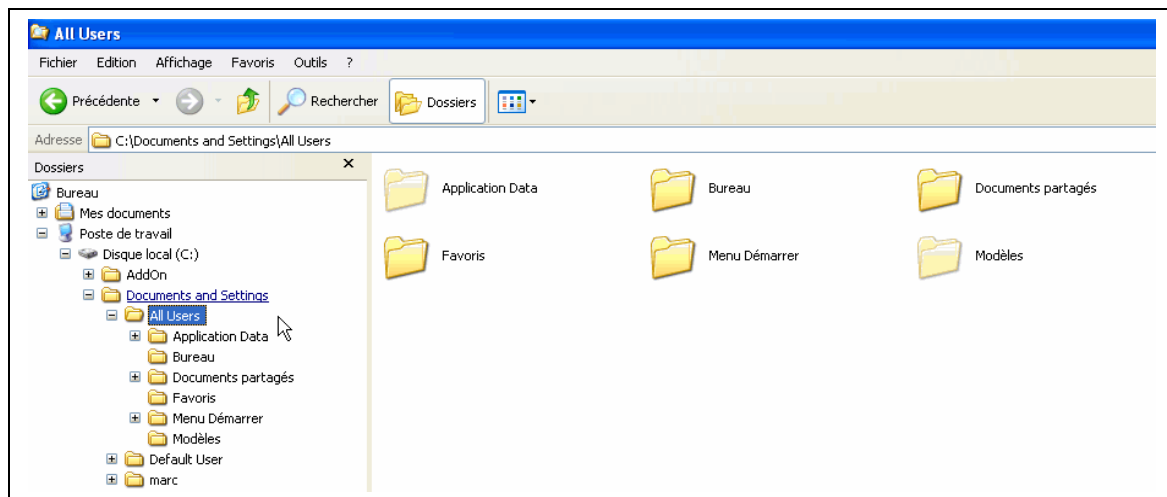 All Users
Fichier Edition Affichage Favoris Outils ?
Précédente Rechercher Dossiers
Adresse C:\Documents and Settings\All Users
Dossiers
Bureau
Mes documents
Poste de travail
Disque local (C:)
AddOn
Documents and Settings
All Users
Application Data
Bureau
Documents partagés
Favoris
Menu Démarrer
Modèles
Default User
marc
Application Data Bureau Documents partagés
Favoris Menu Démarrer Modèles